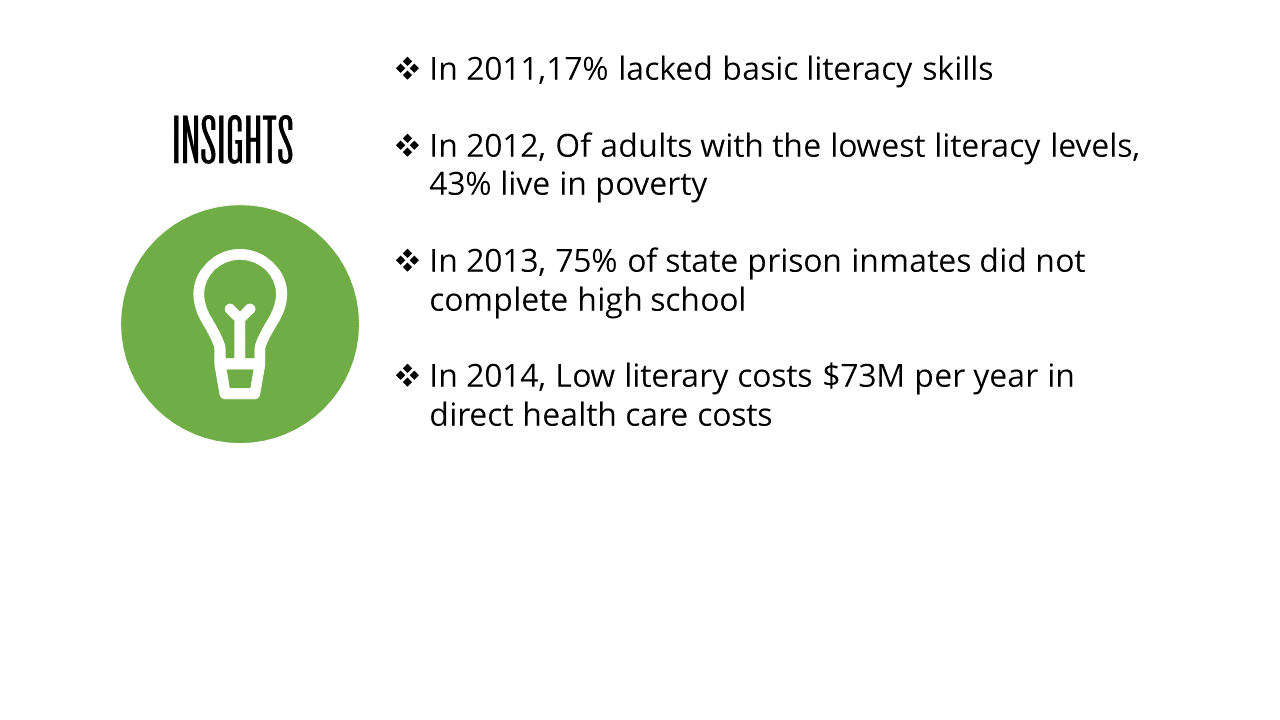 INSIGHTS
❖ In 2011,17% lacked basic literacy skills
❖ In 2012, Of adults with the lowest literacy levels,
43% live in poverty
❖ In 2013, 75% of state prison inmates did not
complete high school
❖ In 2014, Low literary costs $73M per year in
direct health care costs